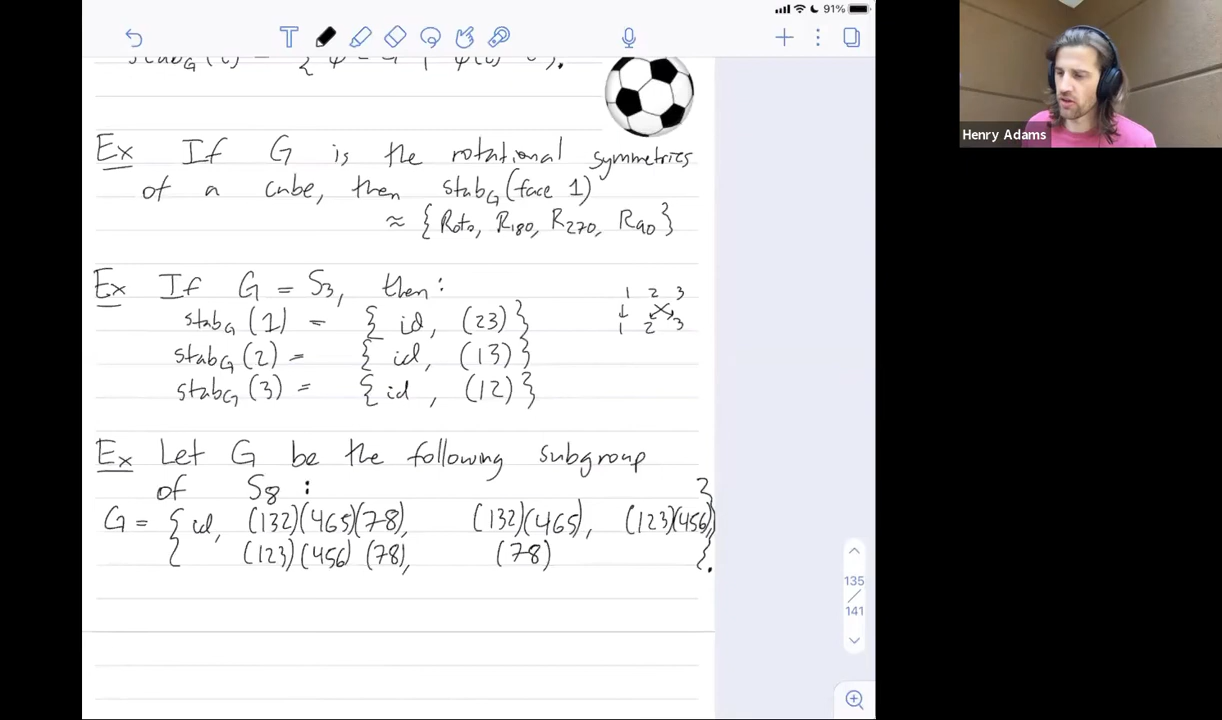 91%
Ex If G is the rotational symmetries
of a cube, then stab_G(face 1)
≈ {Rot0, R180, R270, R90}
Ex If G = S3, then:
stab_G(1) = {id, (23)}
stab_G(2) = {id, (13)}
stab_G(3) = {id, (12)}
1 2 3
1 2 3
Ex Let G be the following subgroup
of S8:
G = {id, (132)(465)(78), (132)(465), (123)(456),
(123)(456)(78), (78)}.
135
/
141
Henry Adams